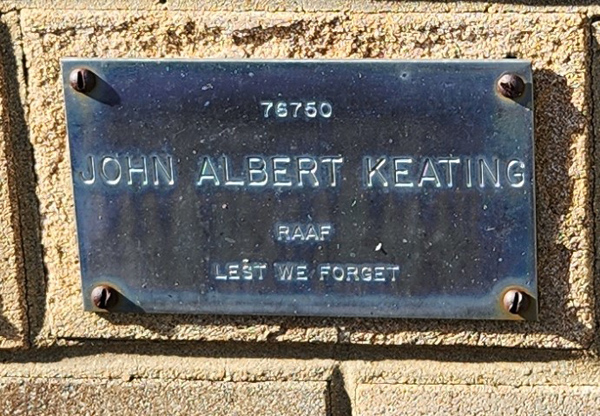 76750
JOHN ALBERT KEATING
RAAF
LEST WE FORGET